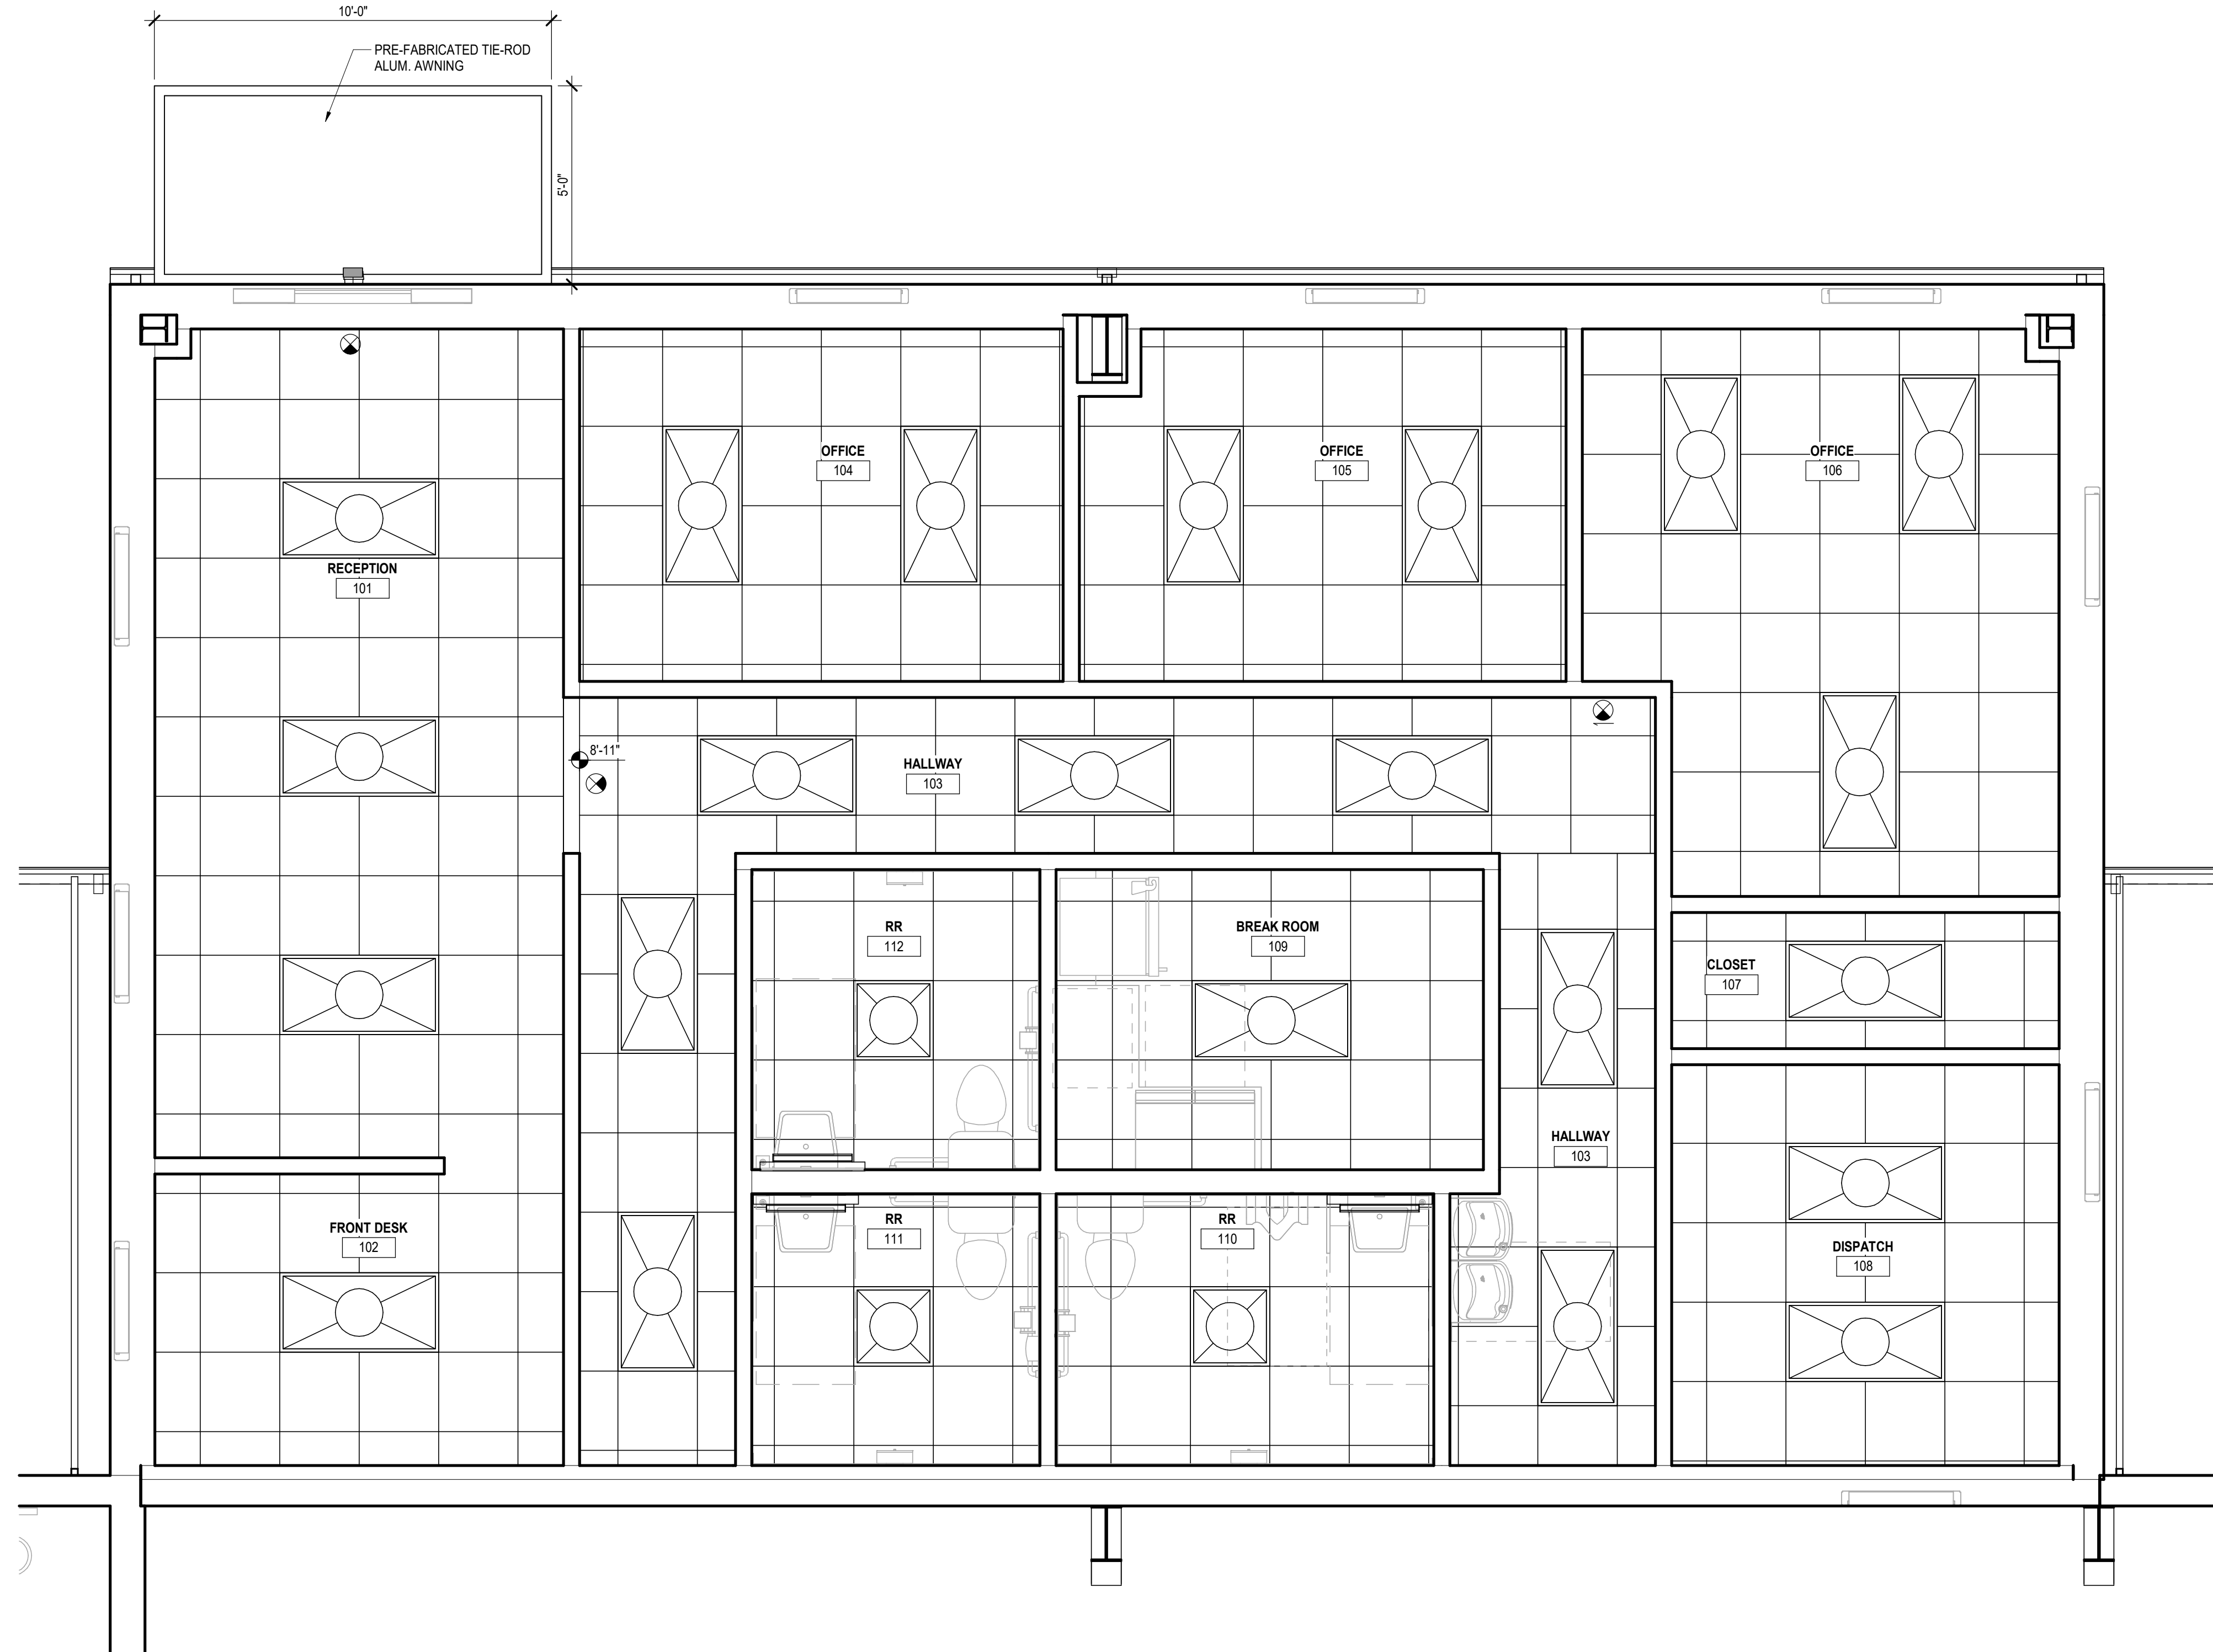 10'-0"
PRE-FABRICATED TIE-ROD
ALUM. AWNING
5'-0"
OFFICE
104
OFFICE
105
OFFICE
106
RECEPTION
101
8'-11"
HALLWAY
103
RR
112
BREAK ROOM
109
CLOSET
107
HALLWAY
103
FRONT DESK
102
RR
111
RR
110
DISPATCH
108